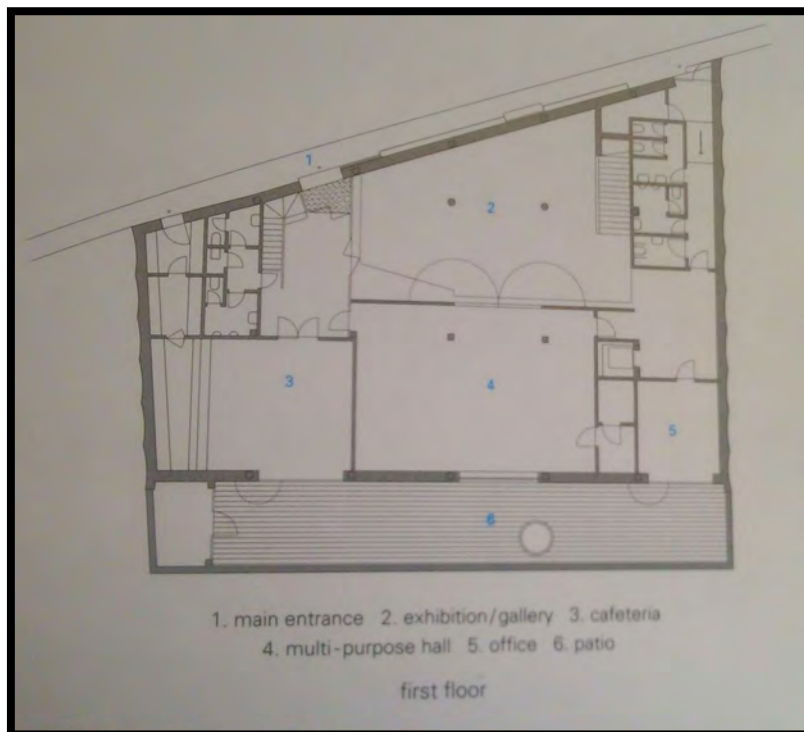 1
2
3
4
5
6
1. main entrance 2. exhibition/gallery 3. cafeteria
4. multi-purpose hall 5. office 6. patio
first floor